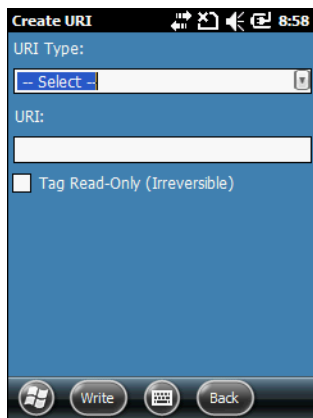 Create URI 8:58
URI Type:
-- Select --
URI:
Tag Read-Only (Irreversible)
Write Back